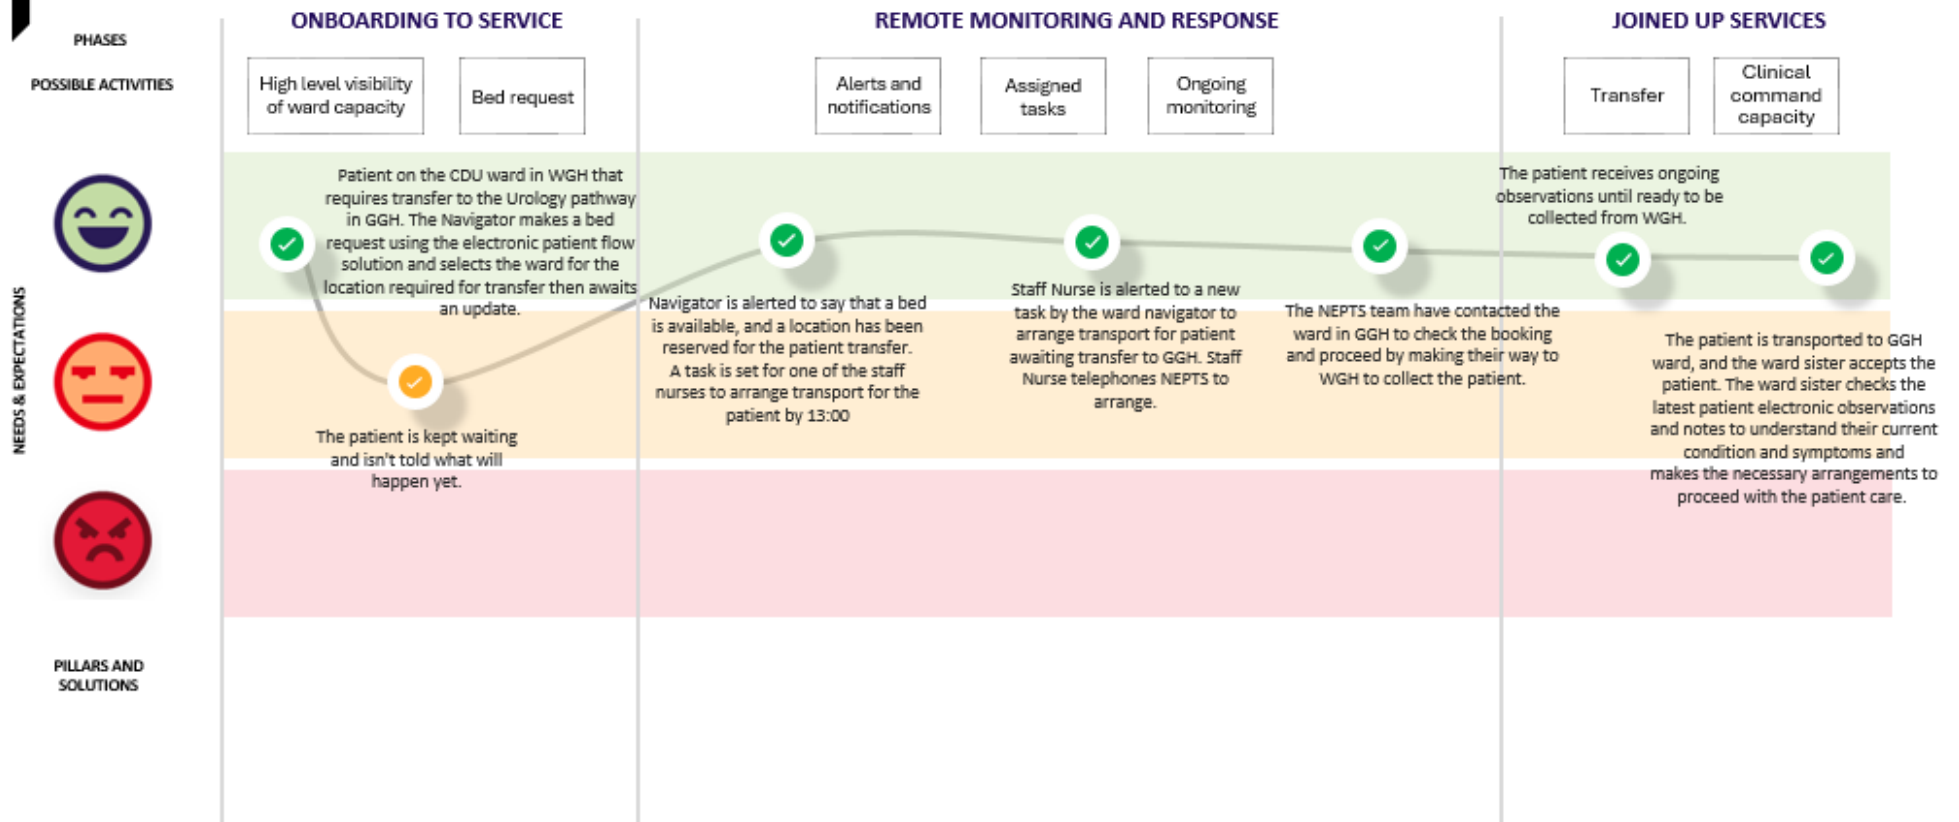 PHASES
ONBOARDING TO SERVICE
REMOTE MONITORING AND RESPONSE
JOINED UP SERVICES
POSSIBLE ACTIVITIES
High level visibility
of ward capacity
Bed request
Alerts and
notifications
Assigned
tasks
Ongoing
monitoring
Transfer
Clinical
command
capacity
NEEDS & EXPECTATIONS
Patient on the CDU ward in WGH that
requires transfer to the Urology pathway
in GGH. The Navigator makes a bed
request using the electronic patient flow
solution and selects the ward for the
location required for transfer then awaits
an update.
The patient is kept waiting
and isn't told what will
happen yet.
Navigator is alerted to say that a bed
is available, and a location has been
reserved for the patient transfer.
A task is set for one of the staff
nurses to arrange transport for the
patient by 13:00
Staff Nurse is alerted to a new
task by the ward navigator to
arrange transport for patient
awaiting transfer to GGH. Staff
Nurse telephones NEPTS to
arrange.
The NEPTS team have contacted the
ward in GGH to check the booking
and proceed by making their way to
WGH to collect the patient.
The patient receives ongoing
observations until ready to be
collected from WGH.
The patient is transported to GGH
ward, and the ward sister accepts the
patient. The ward sister checks the
latest patient electronic observations
and notes to understand their current
condition and symptoms and
makes the necessary arrangements to
proceed with the patient care.
PILLARS AND
SOLUTIONS